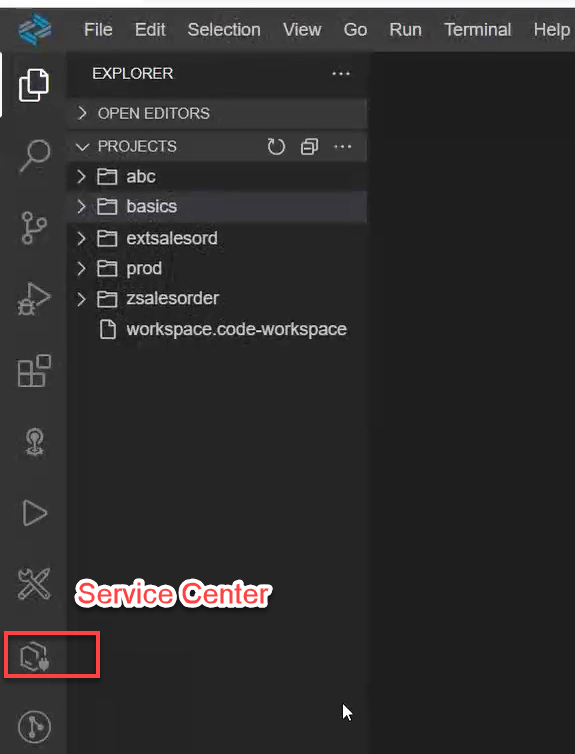 File Edit Selection View Go Run Terminal Help
EXPLORER
OPEN EDITORS
PROJECTS
abc
basics
extsalesord
prod
zsalesorder
workspace.code-workspace
Service Center